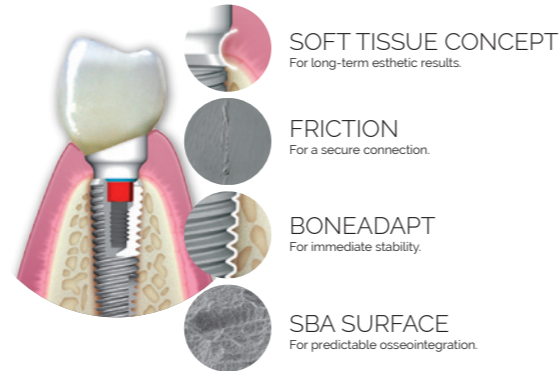 SOFT TISSUE CONCEPT
For long-term esthetic results.
FRICTION
For a secure connection.
BONEADAPT
For immediate stability.
SBA SURFACE
For predictable osseointegration.